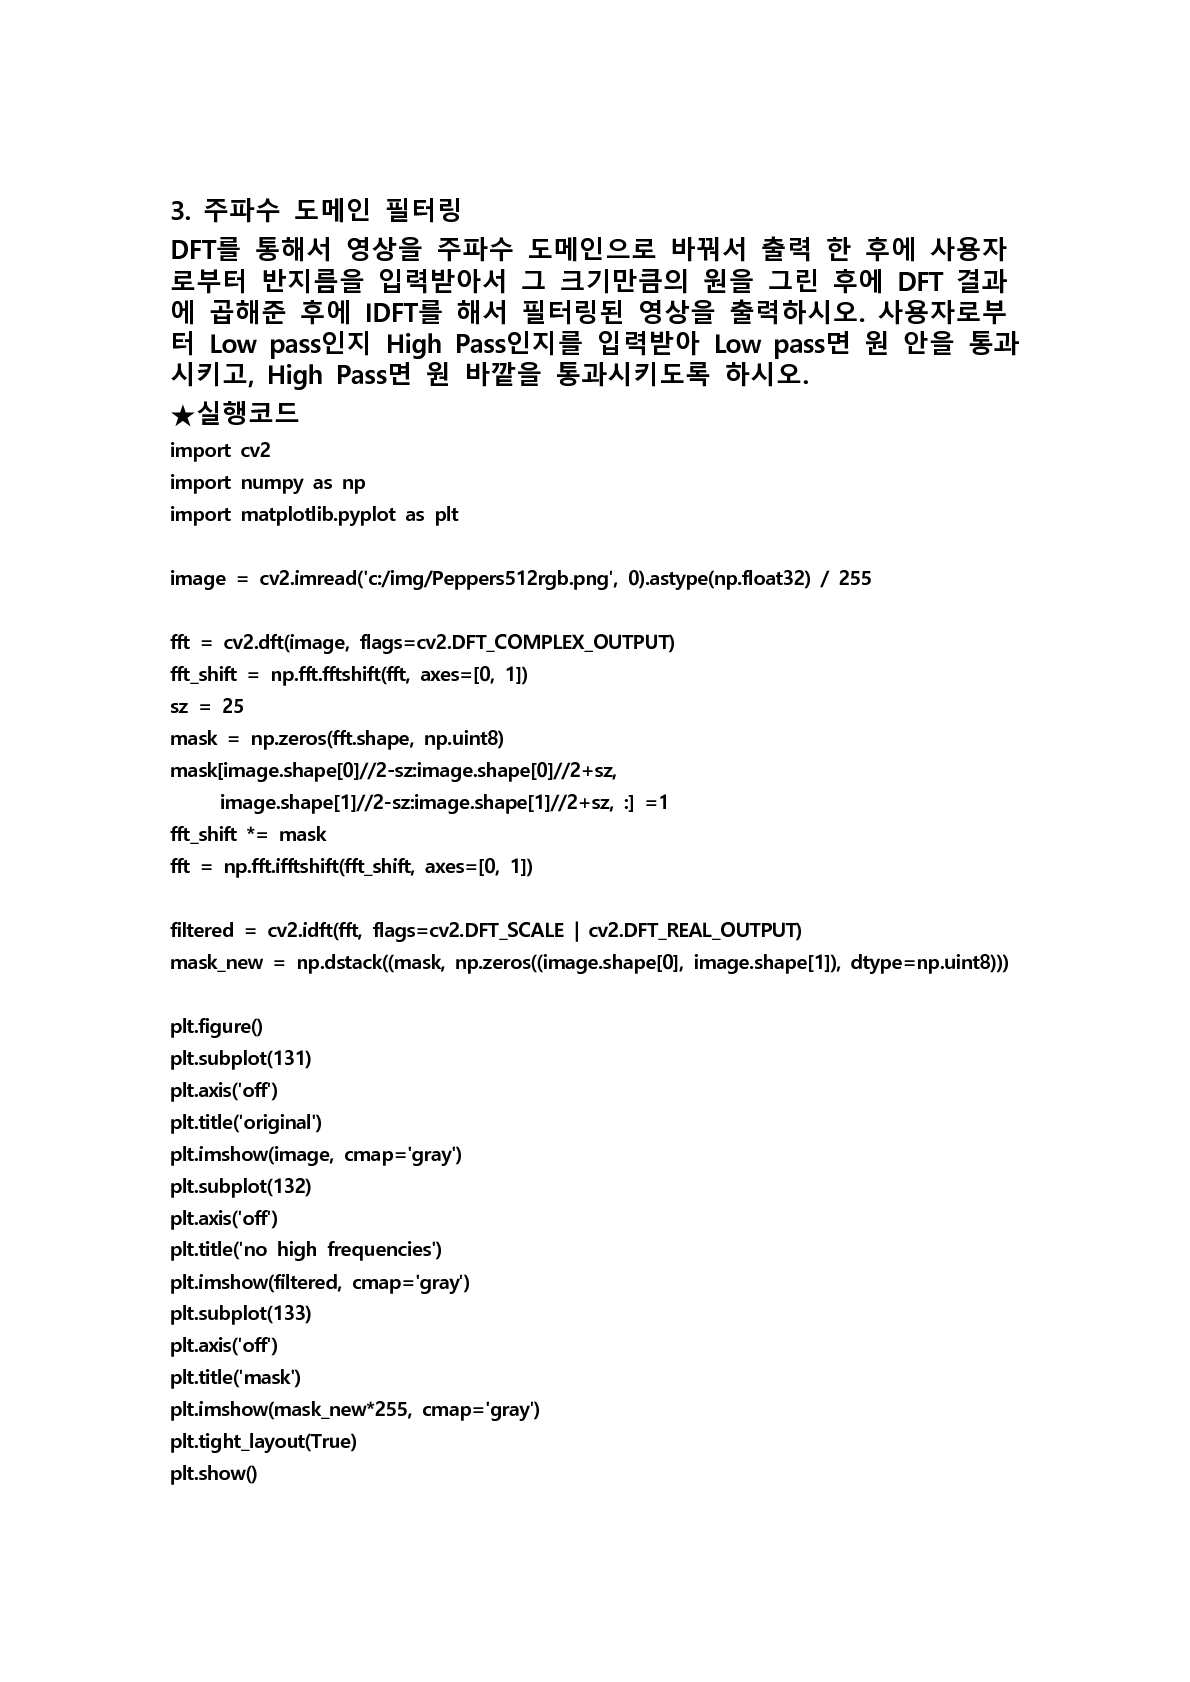 3. 주파수 도메인 필터링
DFT를 통해서 영상을 주파수 도메인으로 바꿔서 출력 한 후에 사용자
로부터 반지름을 입력받아서 그 크기만큼의 원을 그린 후에 DFT 결과
에 곱해준 후에 IDFT를 해서 필터링된 영상을 출력하시오. 사용자로부
터 Low pass인지 High Pass인지를 입력받아 Low pass면 원 안을 통과
시키고, High Pass면 원 바깥을 통과시키도록 하시오.
★실행코드
import cv2
import numpy as np
import matplotlib.pyplot as plt
image = cv2.imread('c:/img/Peppers512rgb.png', 0).astype(np.float32) / 255
fft = cv2.dft(image, flags=cv2.DFT_COMPLEX_OUTPUT)
fft_shift = np.fft.fftshift(fft, axes=[0, 1])
sz = 25
mask = np.zeros(fft.shape, np.uint8)
mask[image.shape[0]//2-sz:image.shape[0]//2+sz,
image.shape[1]//2-sz:image.shape[1]//2+sz, :] =1
fft_shift *= mask
fft = np.fft.ifftshift(fft_shift, axes=[0, 1])
filtered = cv2.idft(fft, flags=cv2.DFT_SCALE | cv2.DFT_REAL_OUTPUT)
mask_new = np.dstack((mask, np.zeros((image.shape[0], image.shape[1]), dtype=np.uint8)))
plt.figure()
plt.subplot(131)
plt.axis('off')
plt.title('original')
plt.imshow(image, cmap='gray')
plt.subplot(132)
plt.axis('off')
plt.title('no high frequencies')
plt.imshow(filtered, cmap='gray')
plt.subplot(133)
plt.axis('off')
plt.title('mask')
plt.imshow(mask_new*255, cmap='gray')
plt.tight_layout(True)
plt.show()